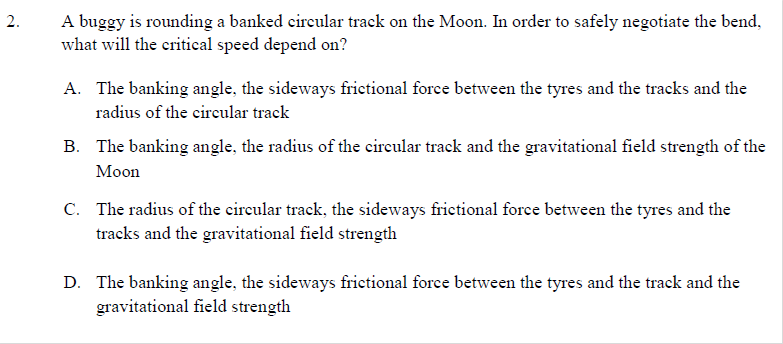 2. A buggy is rounding a banked circular track on the Moon. In order to safely negotiate the bend,
what will the critical speed depend on?
A. The banking angle, the sideways frictional force between the tyres and the tracks and the
radius of the circular track
B. The banking angle, the radius of the circular track and the gravitational field strength of the
Moon
C. The radius of the circular track, the sideways frictional force between the tyres and the
tracks and the gravitational field strength
D. The banking angle, the sideways frictional force between the tyres and the track and the
gravitational field strength